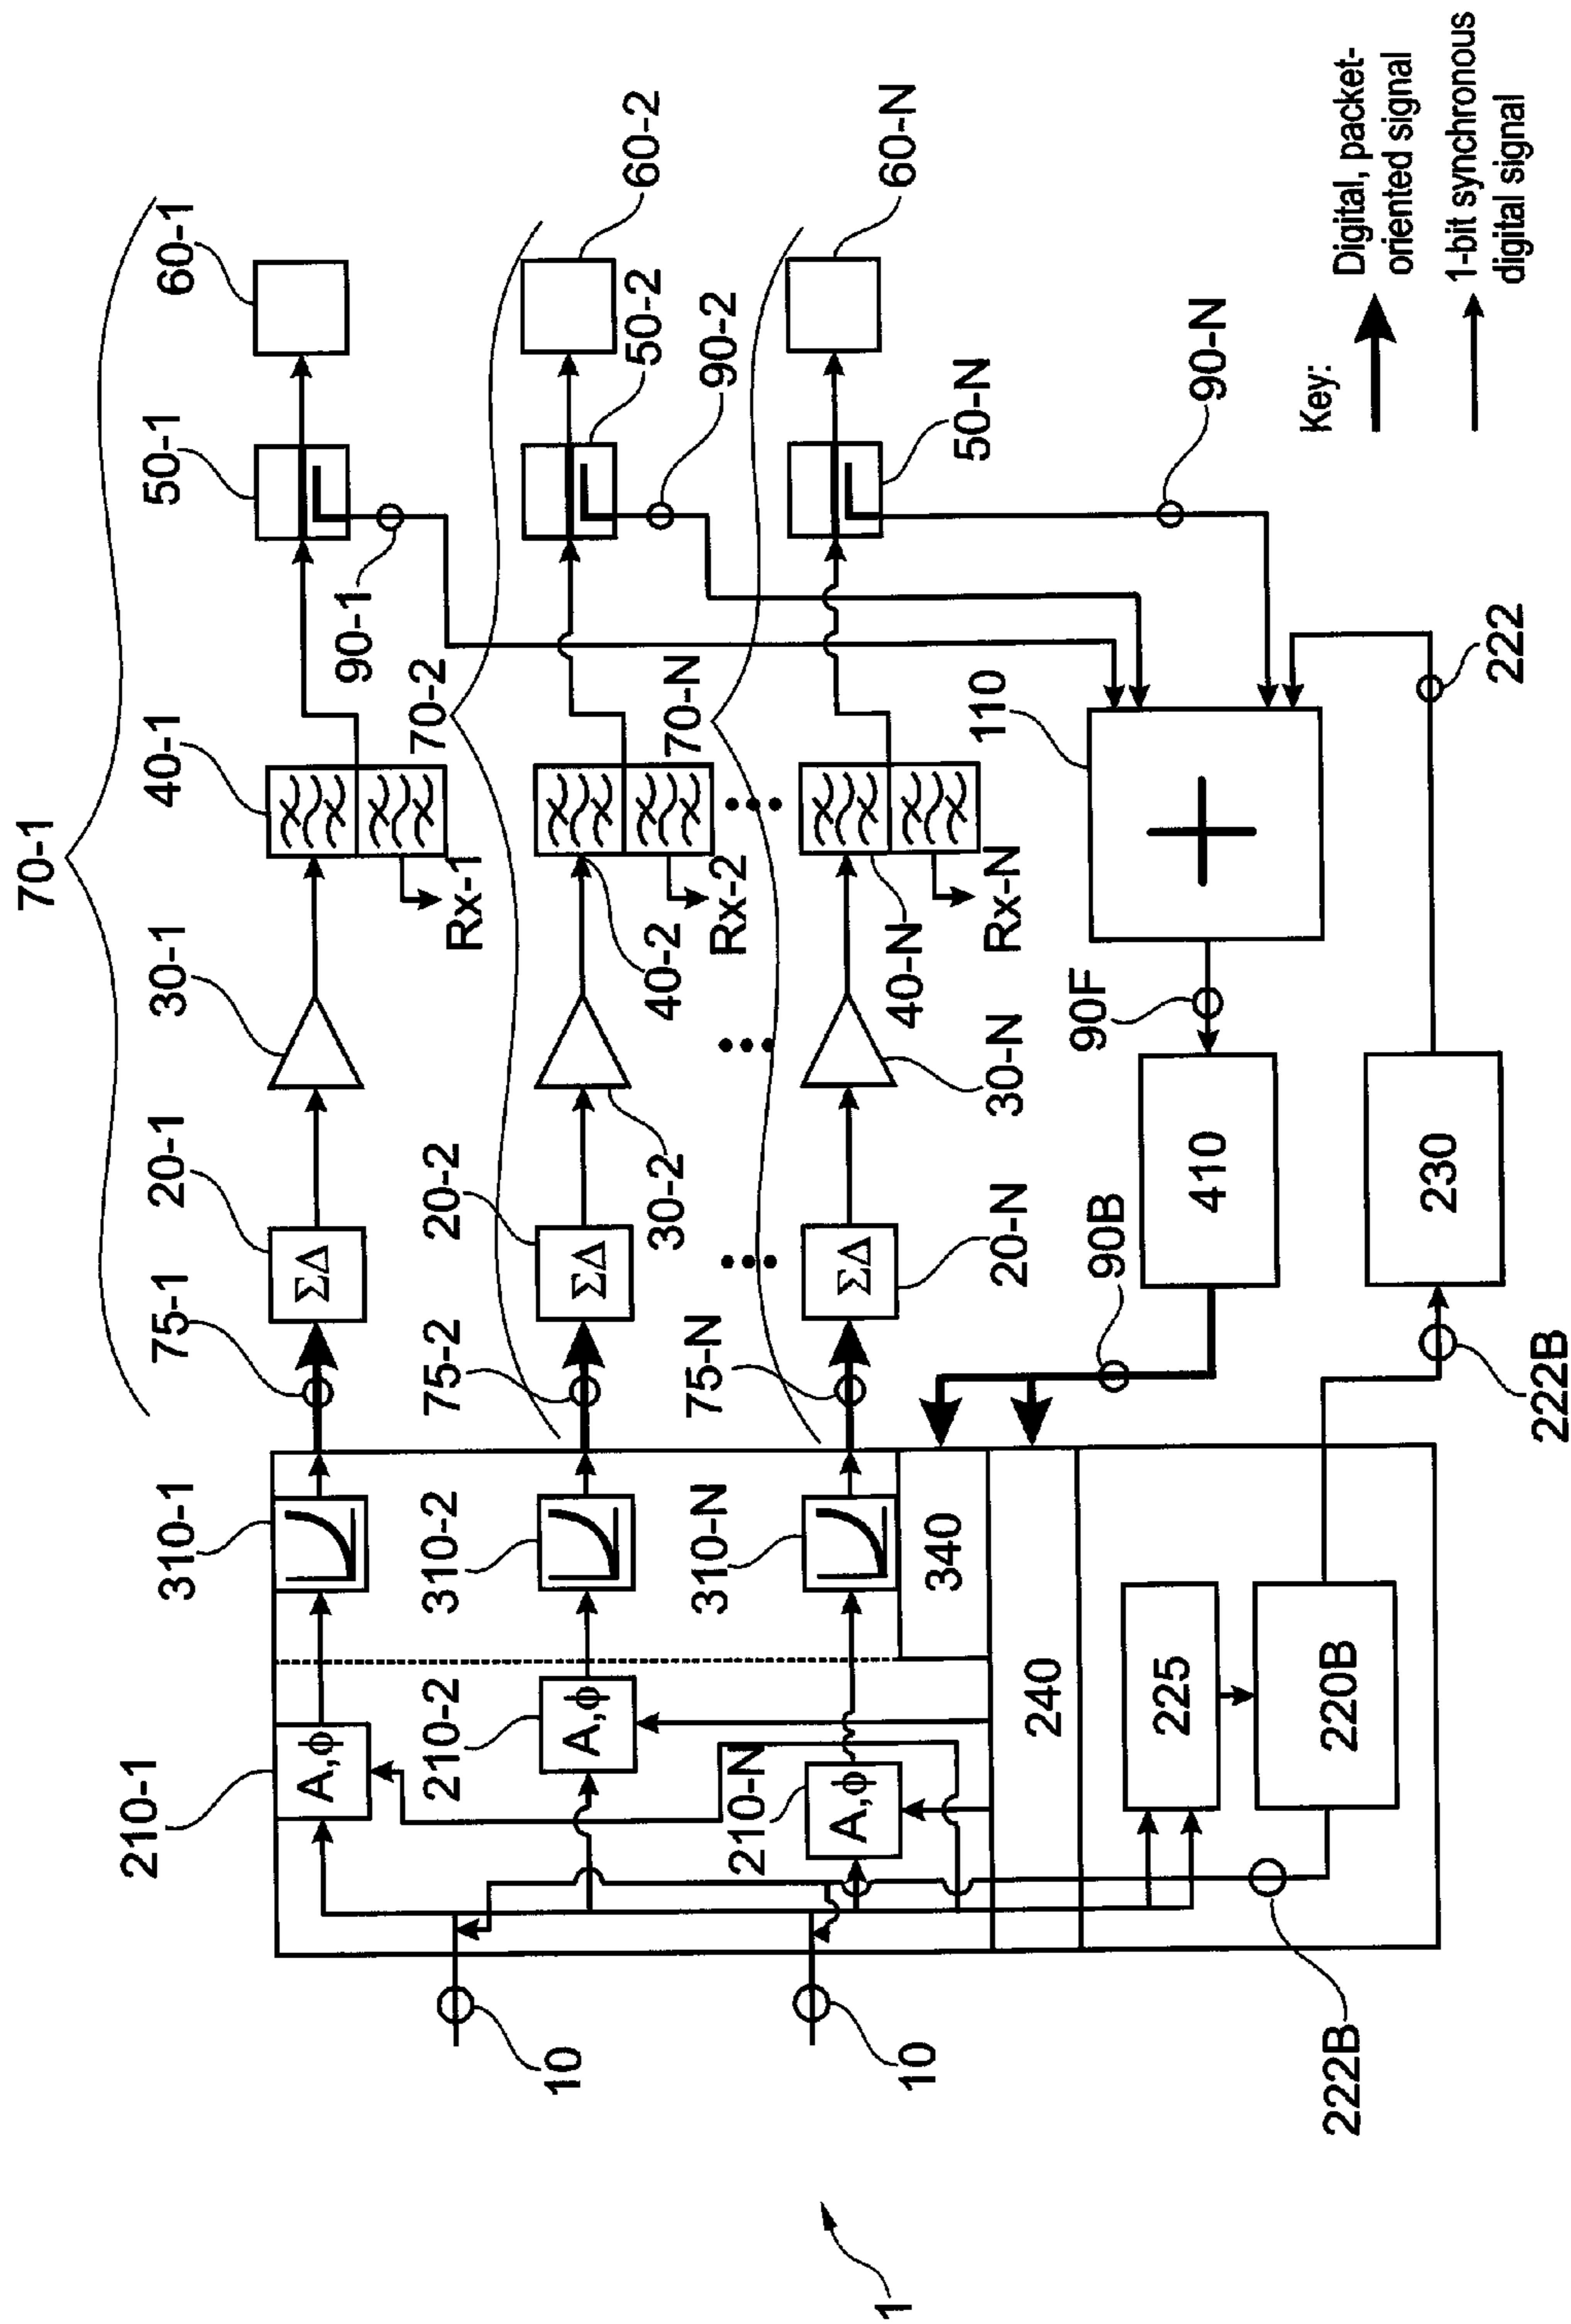 70-1
60-1
50-1
90-1
40-1
Rx-1
30-1
20-1
75-1
310-1
210-1
A,ϕ
ΣΔ
60-2
50-2
90-2
70-2
40-2
Rx-2
30-2
20-2
ΣΔ
75-2
310-2
210-2
A,ϕ
60-N
50-N
90-N
70-N
40-N
Rx-N
30-N
20-N
ΣΔ
75-N
310-N
210-N
A,ϕ
10
10
340
240
225
220B
222B
222B
90B
410
90F
110
230
222
Key:
Digital, packet-
oriented signal
1-bit synchronous
digital signal
1